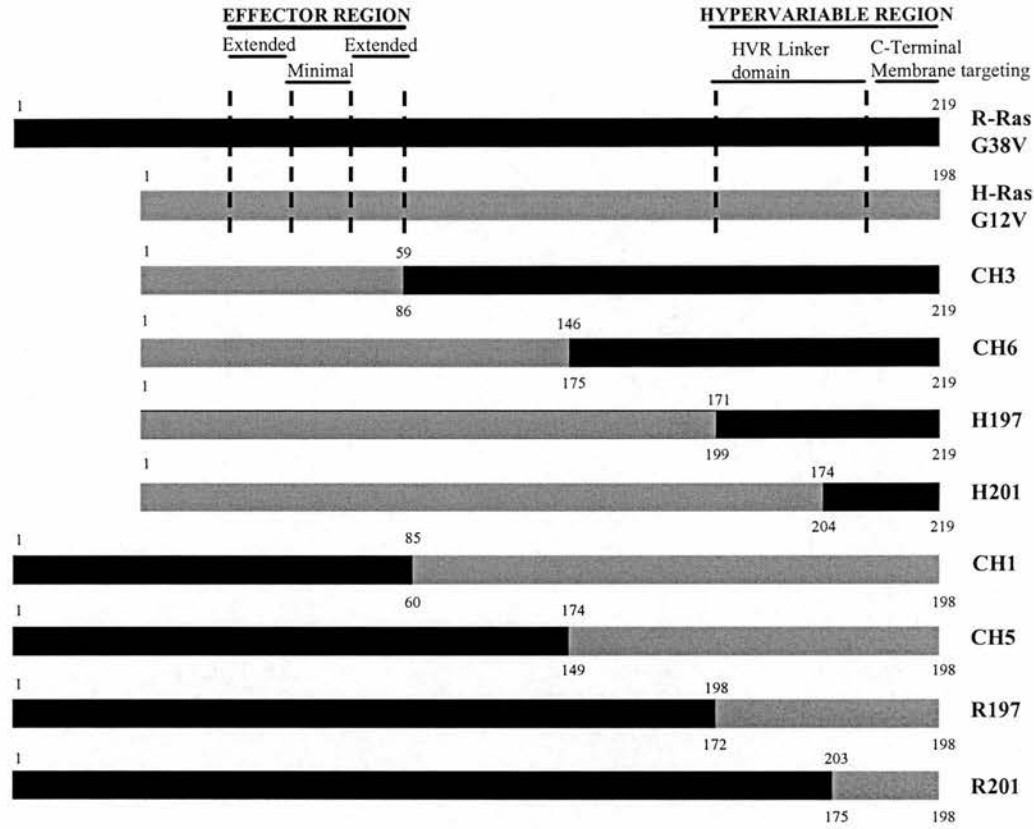 EFFECTOR REGION HYPERVARIABLE REGION
Extended Extended HVR Linker C-Terminal
Minimal domain Membrane targeting
1 219
R-Ras
G38V
1 198
H-Ras
G12V
1 59
CH3
86 219
1 146
CH6
175 219
1 171
H197
199 219
1 174
H201
204 219
1 85
CH1
60 198
1 174
CH5
149 198
1 198
R197
172 198
1 203
R201
175 198